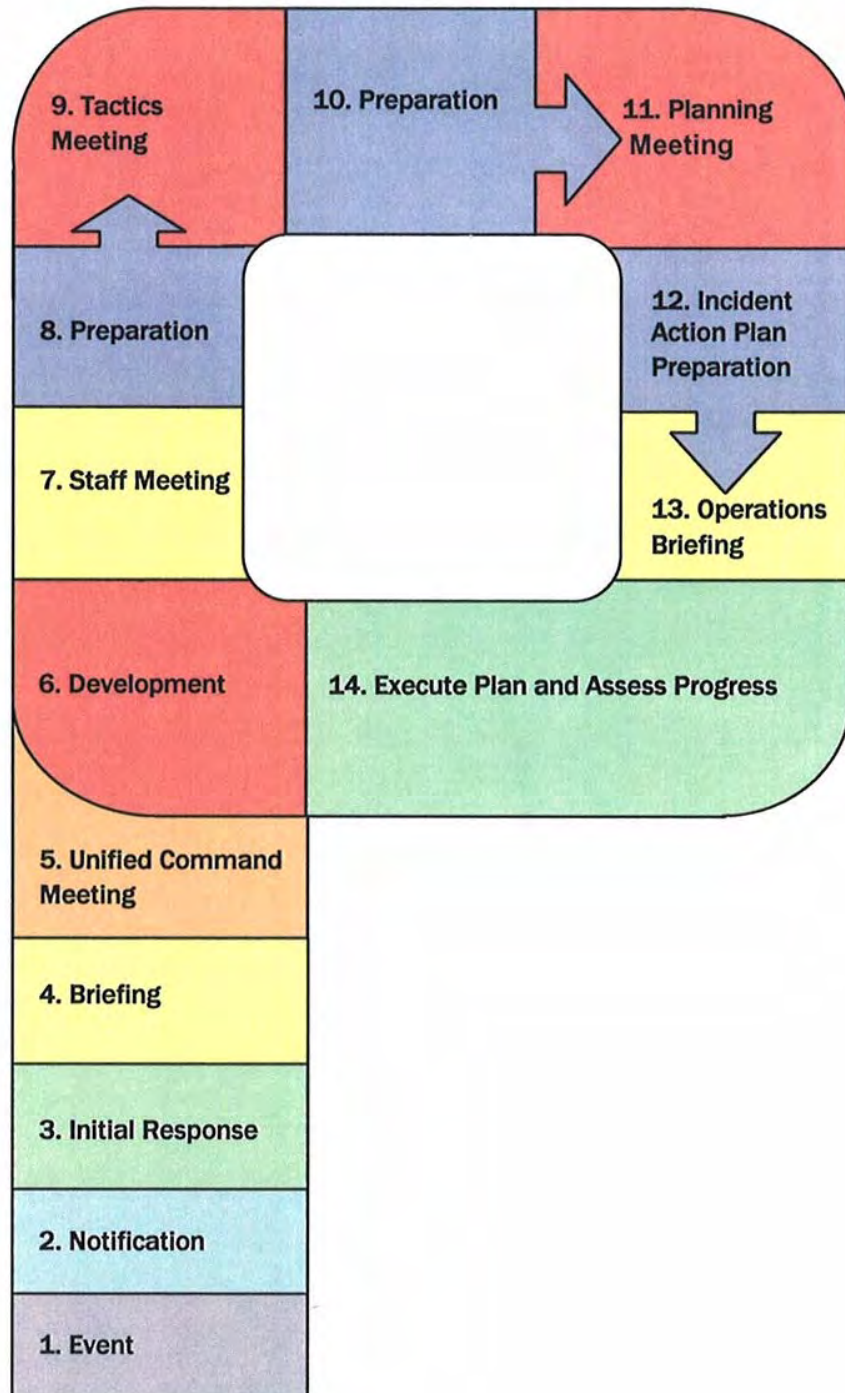 9. Tactics
Meeting
10. Preparation
11. Planning
Meeting
8. Preparation
12. Incident
Action Plan
Preparation
7. Staff Meeting
13. Operations
Briefing
6. Development
14. Execute Plan and Assess Progress
5. Unified Command
Meeting
4. Briefing
3. Initial Response
2. Notification
1. Event